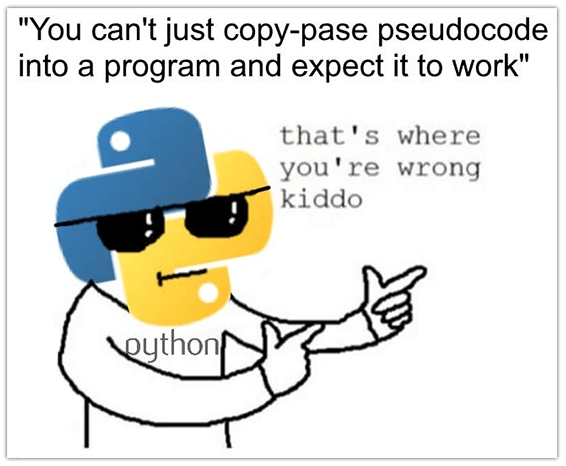 "You can't just copy-pase pseudocode
into a program and expect it to work"
that's where
you're wrong
kiddo
python